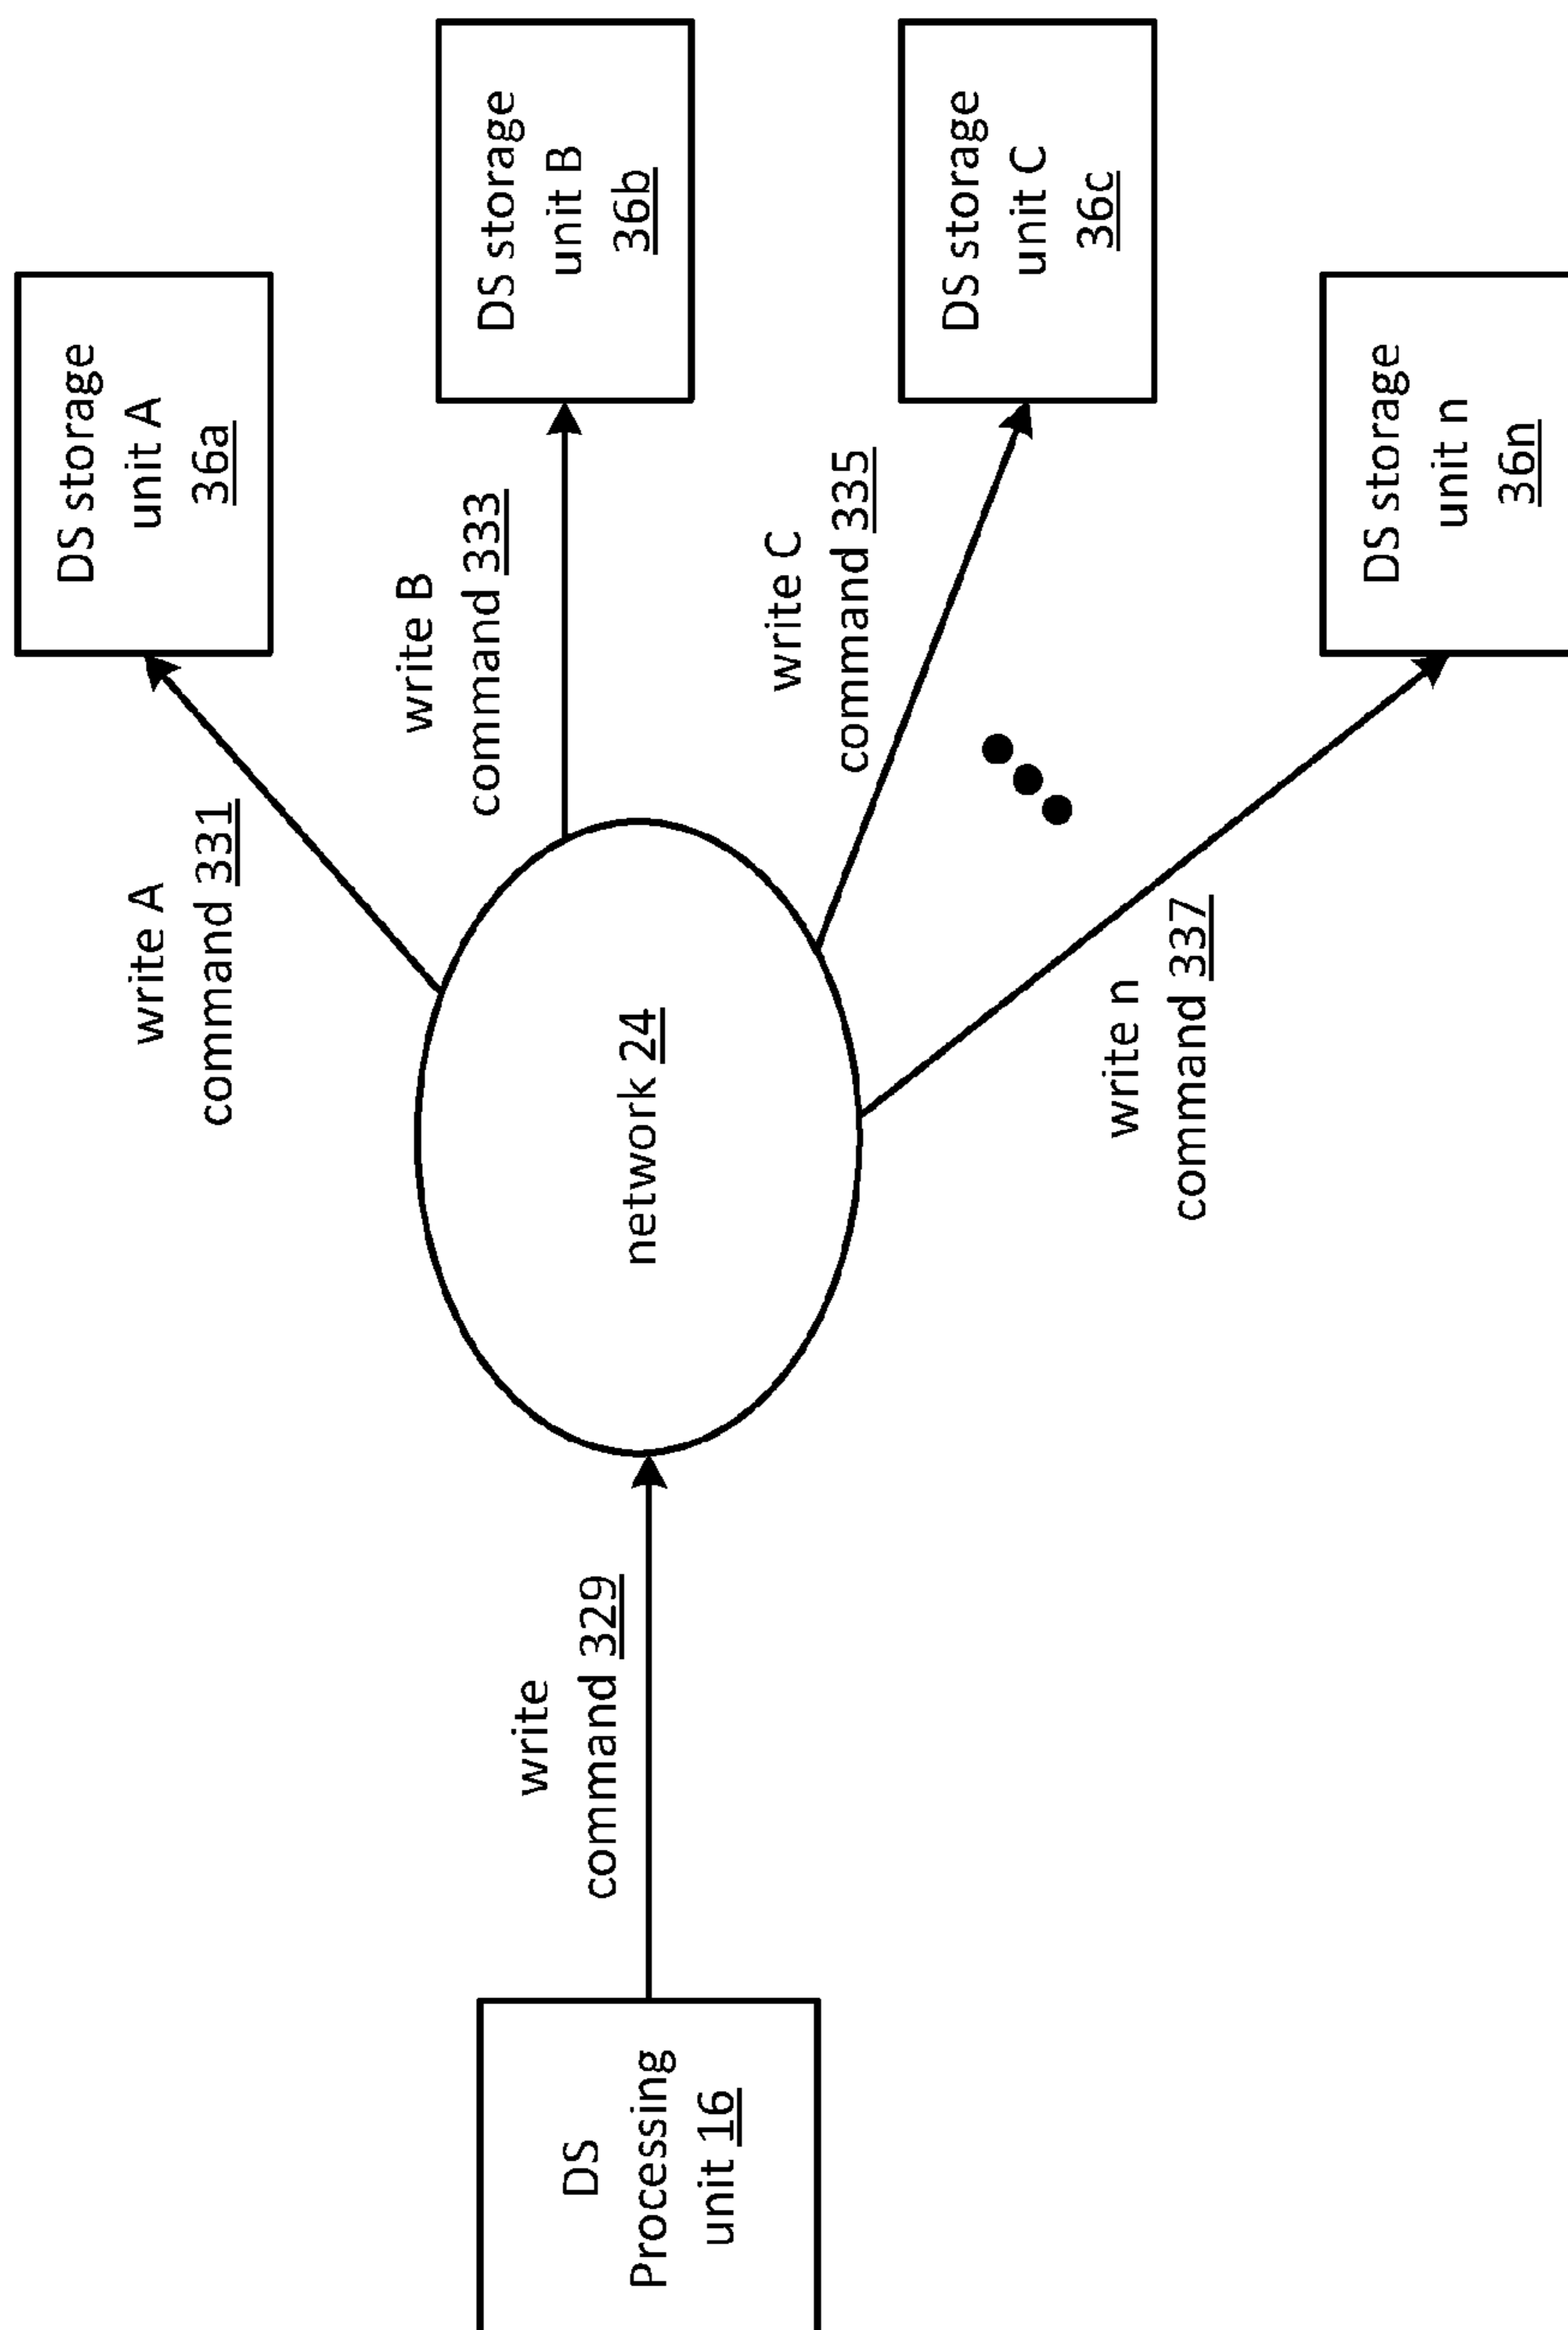 DS storage
unit A
36a
write A
command 331
DS storage
unit B
36b
write B
command 333
DS
Processing
unit 16
write
command 329
network 24
write C
command 335
DS storage
unit C
36c
write n
command 337
DS storage
unit n
36n